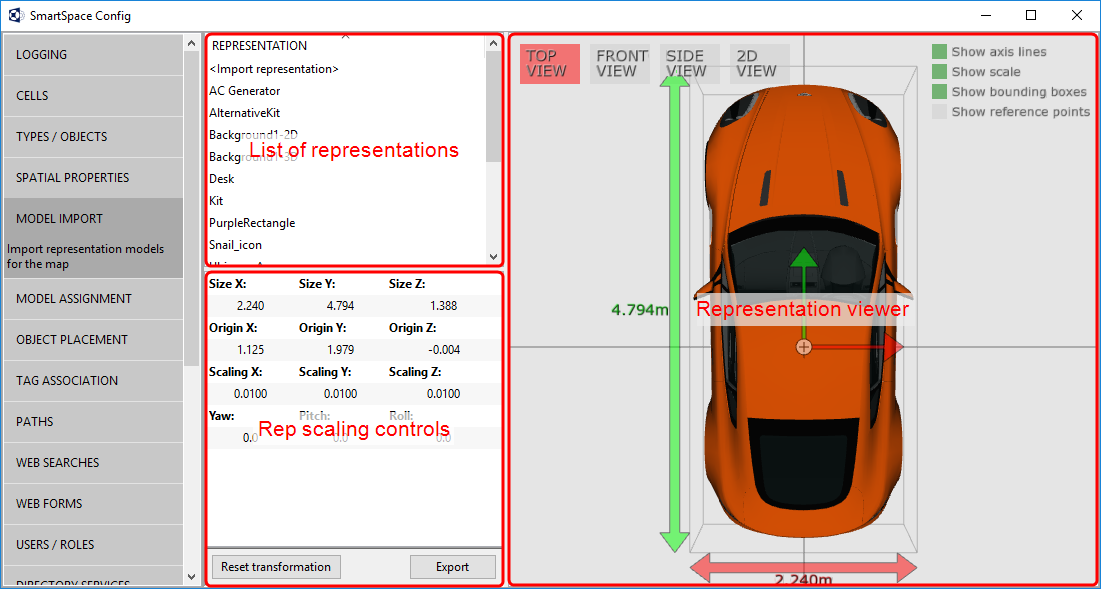 SmartSpace Config
LOGGING
CELLS
TYPES / OBJECTS
SPATIAL PROPERTIES
MODEL IMPORT
Import representation models
for the map
MODEL ASSIGNMENT
OBJECT PLACEMENT
TAG ASSOCIATION
PATHS
WEB SEARCHES
WEB FORMS
USERS / ROLES
DIRECTORY SERVICES
REPRESENTATION
<Import representation>
AC Generator
AlternativeKit
Background1-2D
Background1-3D
List of representations
Desk
Kit
PurpleRectangle
Snail_icon
Size X: Size Y: Size Z:
2.240 4.794 1.388
Origin X: Origin Y: Origin Z:
1.125 1.979 -0.004
Scaling X: Scaling Y: Scaling Z:
0.0100 0.0100 0.0100
Yaw: Pitch: Roll:
0.0 0.0 0.0
Rep scaling controls
Reset transformation Export
TOP VIEW
FRONT VIEW
SIDE VIEW
2D VIEW
Show axis lines
Show scale
Show bounding boxes
Show reference points
4.794m
Representation viewer
2.240m